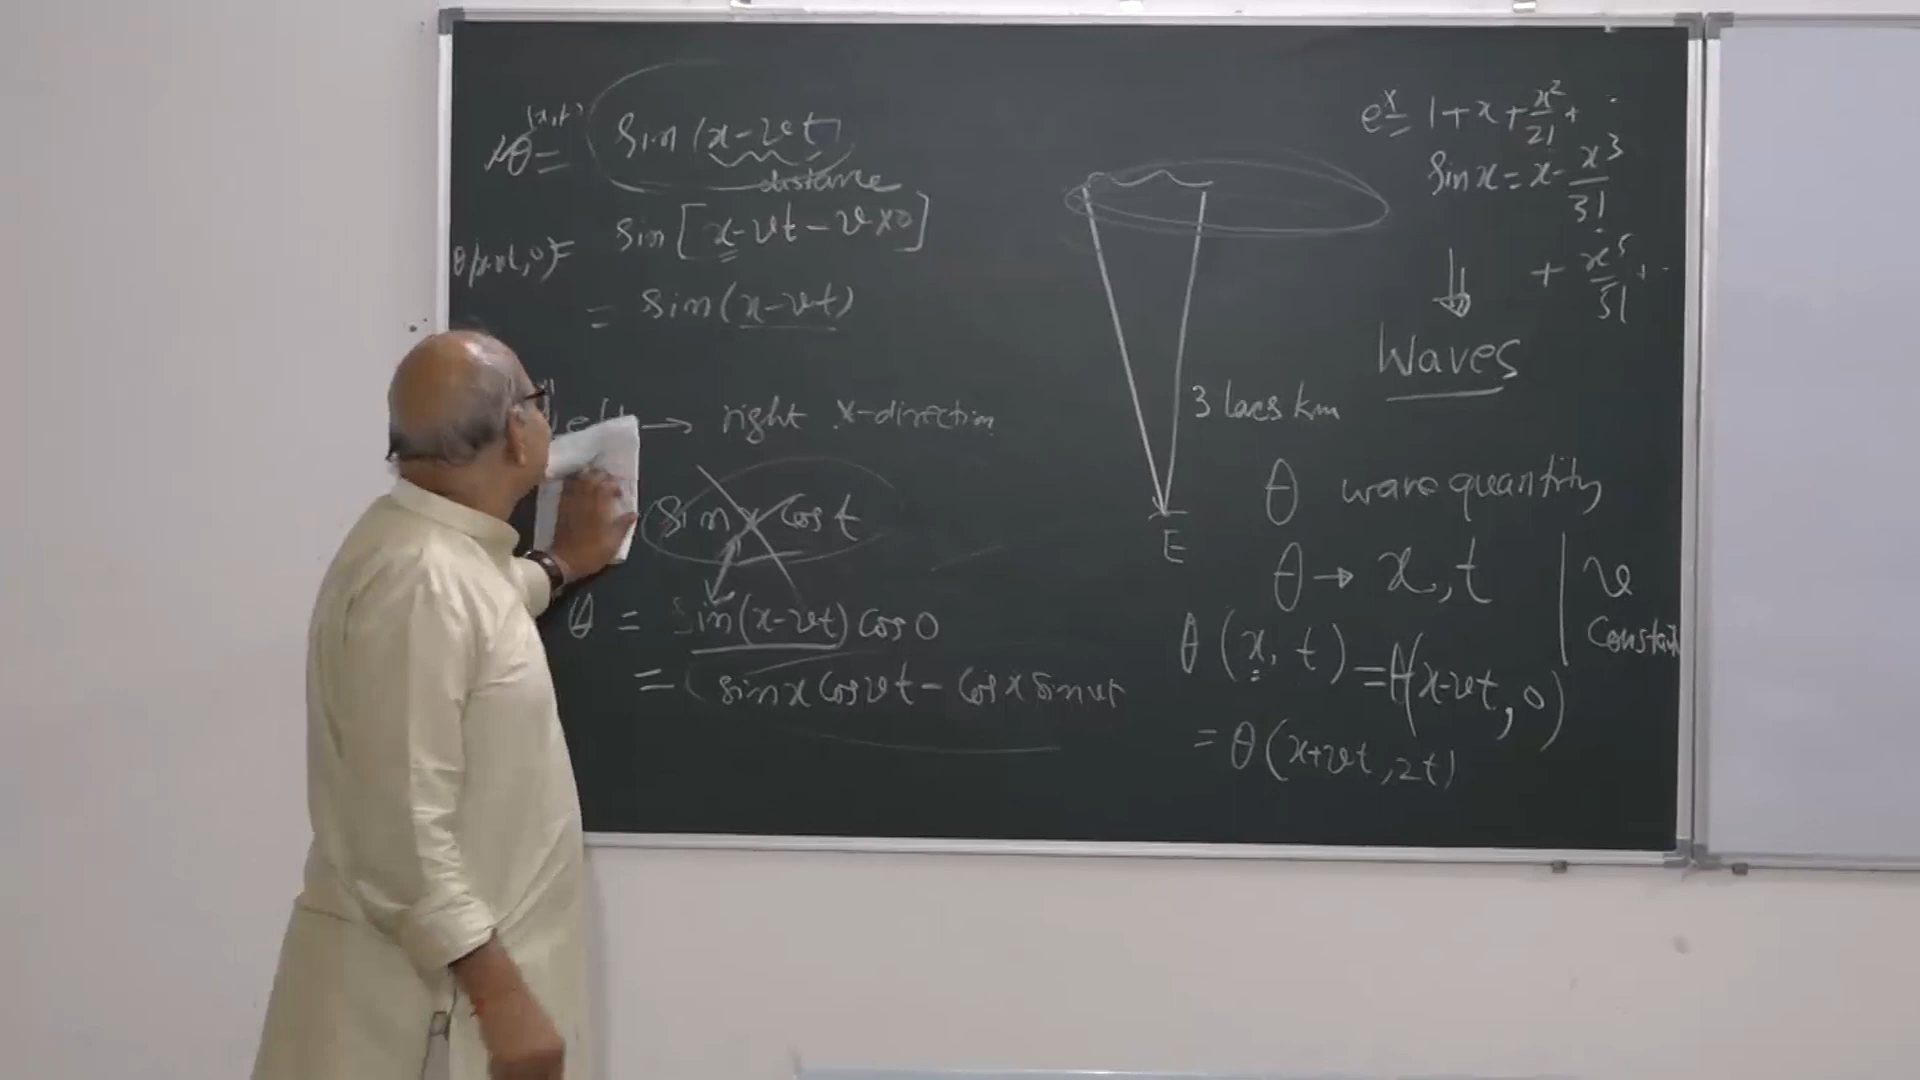 θ(x,t) = Sin (x-vt)
distance
θ(x-vt, 0) = Sin [x-vt - v×0]
= Sin (x-vt)
left → right x-direction
Sin x Cos t
θ = Sin(x-vt) Cos 0
= Sin x Cos vt - Cos x Sin vt
3 lacs km
E
e^x = 1 + x + x²/2! + ..
Sin x = x - x³/3!
+ x⁵/5! + ..
⇓
Waves
θ wave quantity
θ → x, t | v Constant
θ(x, t) = θ(x-vt, 0)
= θ(x+vt, 2t)